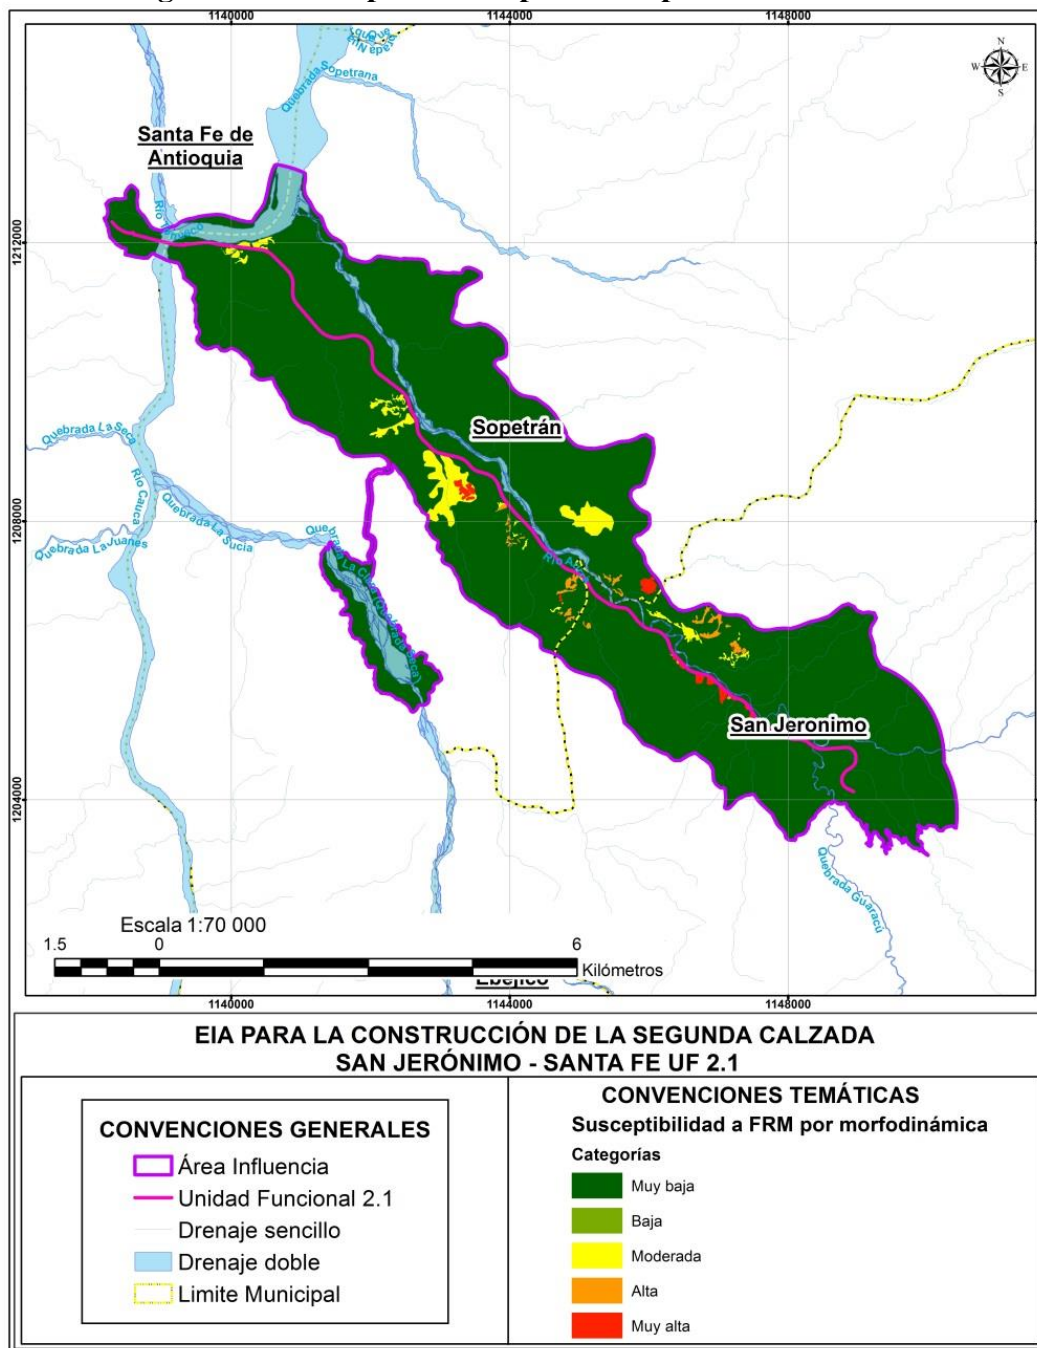 1140000
1144000
1148000
Quebrada Sopetrana
N
W E
S
Santa Fe de
Antioquia
Río
1212000
Sopetrán
Quebrada La Seca
Río Cauca
Quebrada La Sucia
Quebrada La Juanes
1208000
San Jeronimo
1204000
Quebrada Guaracú
Escala 1:70 000
1.5 0 6
Kilómetros
Ebéjico
1140000
1144000
1148000
EIA PARA LA CONSTRUCCIÓN DE LA SEGUNDA CALZADA
SAN JERÓNIMO - SANTA FE UF 2.1
CONVENCIONES GENERALES
Área Influencia
Unidad Funcional 2.1
Drenaje sencillo
Drenaje doble
Limite Municipal
CONVENCIONES TEMÁTICAS
Susceptibilidad a FRM por morfodinámica
Categorías
Muy baja
Baja
Moderada
Alta
Muy alta